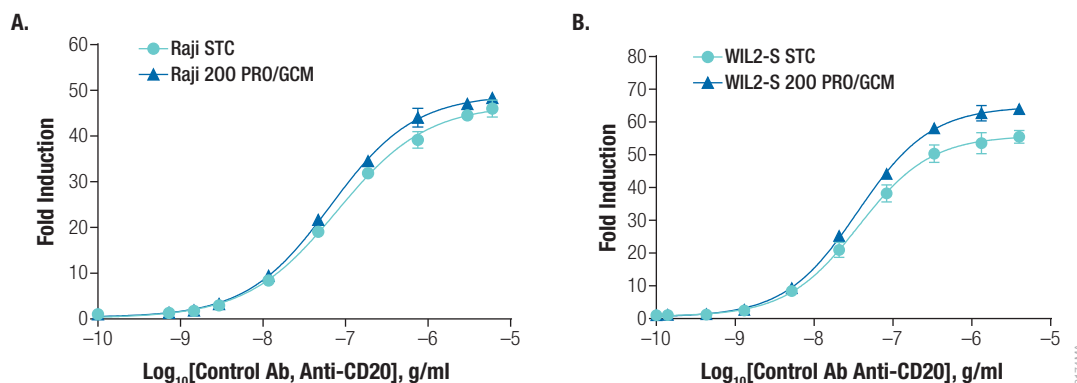 A.
Raji STC
Raji 200 PRO/GCM
Fold Induction
60
50
40
30
20
10
0
–10
–9
–8
–7
–6
–5
Log10[Control Ab, Anti-CD20], g/ml
B.
WIL2-S STC
WIL2-S 200 PRO/GCM
Fold Induction
80
70
60
50
40
30
20
10
0
–10
–9
–8
–7
–6
–5
Log10[Control Ab Anti-CD20], g/ml